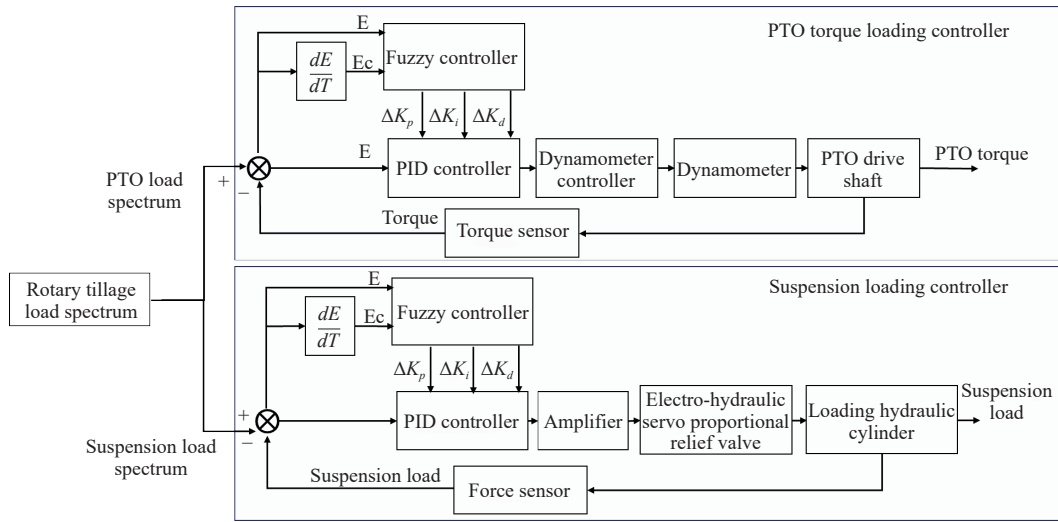 PTO torque loading controller
E
Fuzzy controller
dE
dT
Ec
ΔKp
ΔKi
ΔKd
E
PID controller
Dynamometer
controller
Dynamometer
PTO drive
shaft
PTO torque
+
−
PTO load
spectrum
Torque
Torque sensor
Rotary tillage
load spectrum
Suspension loading controller
E
Fuzzy controller
dE
dT
Ec
ΔKp
ΔKi
ΔKd
PID controller
Amplifier
Electro-hydraulic
servo proportional
relief valve
Loading hydraulic
cylinder
Suspension
load
+
−
Suspension load
spectrum
Suspension load
Force sensor